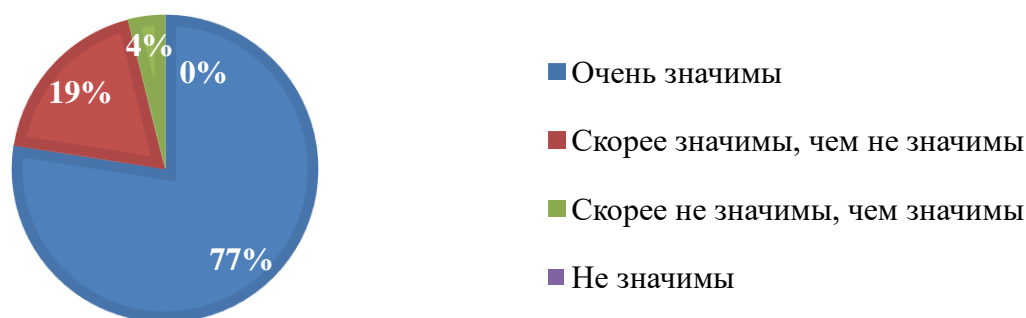 4%
0%
19%
77%
Очень значимы
Скорее значимы, чем не значимы
Скорее не значимы, чем значимы
Не значимы